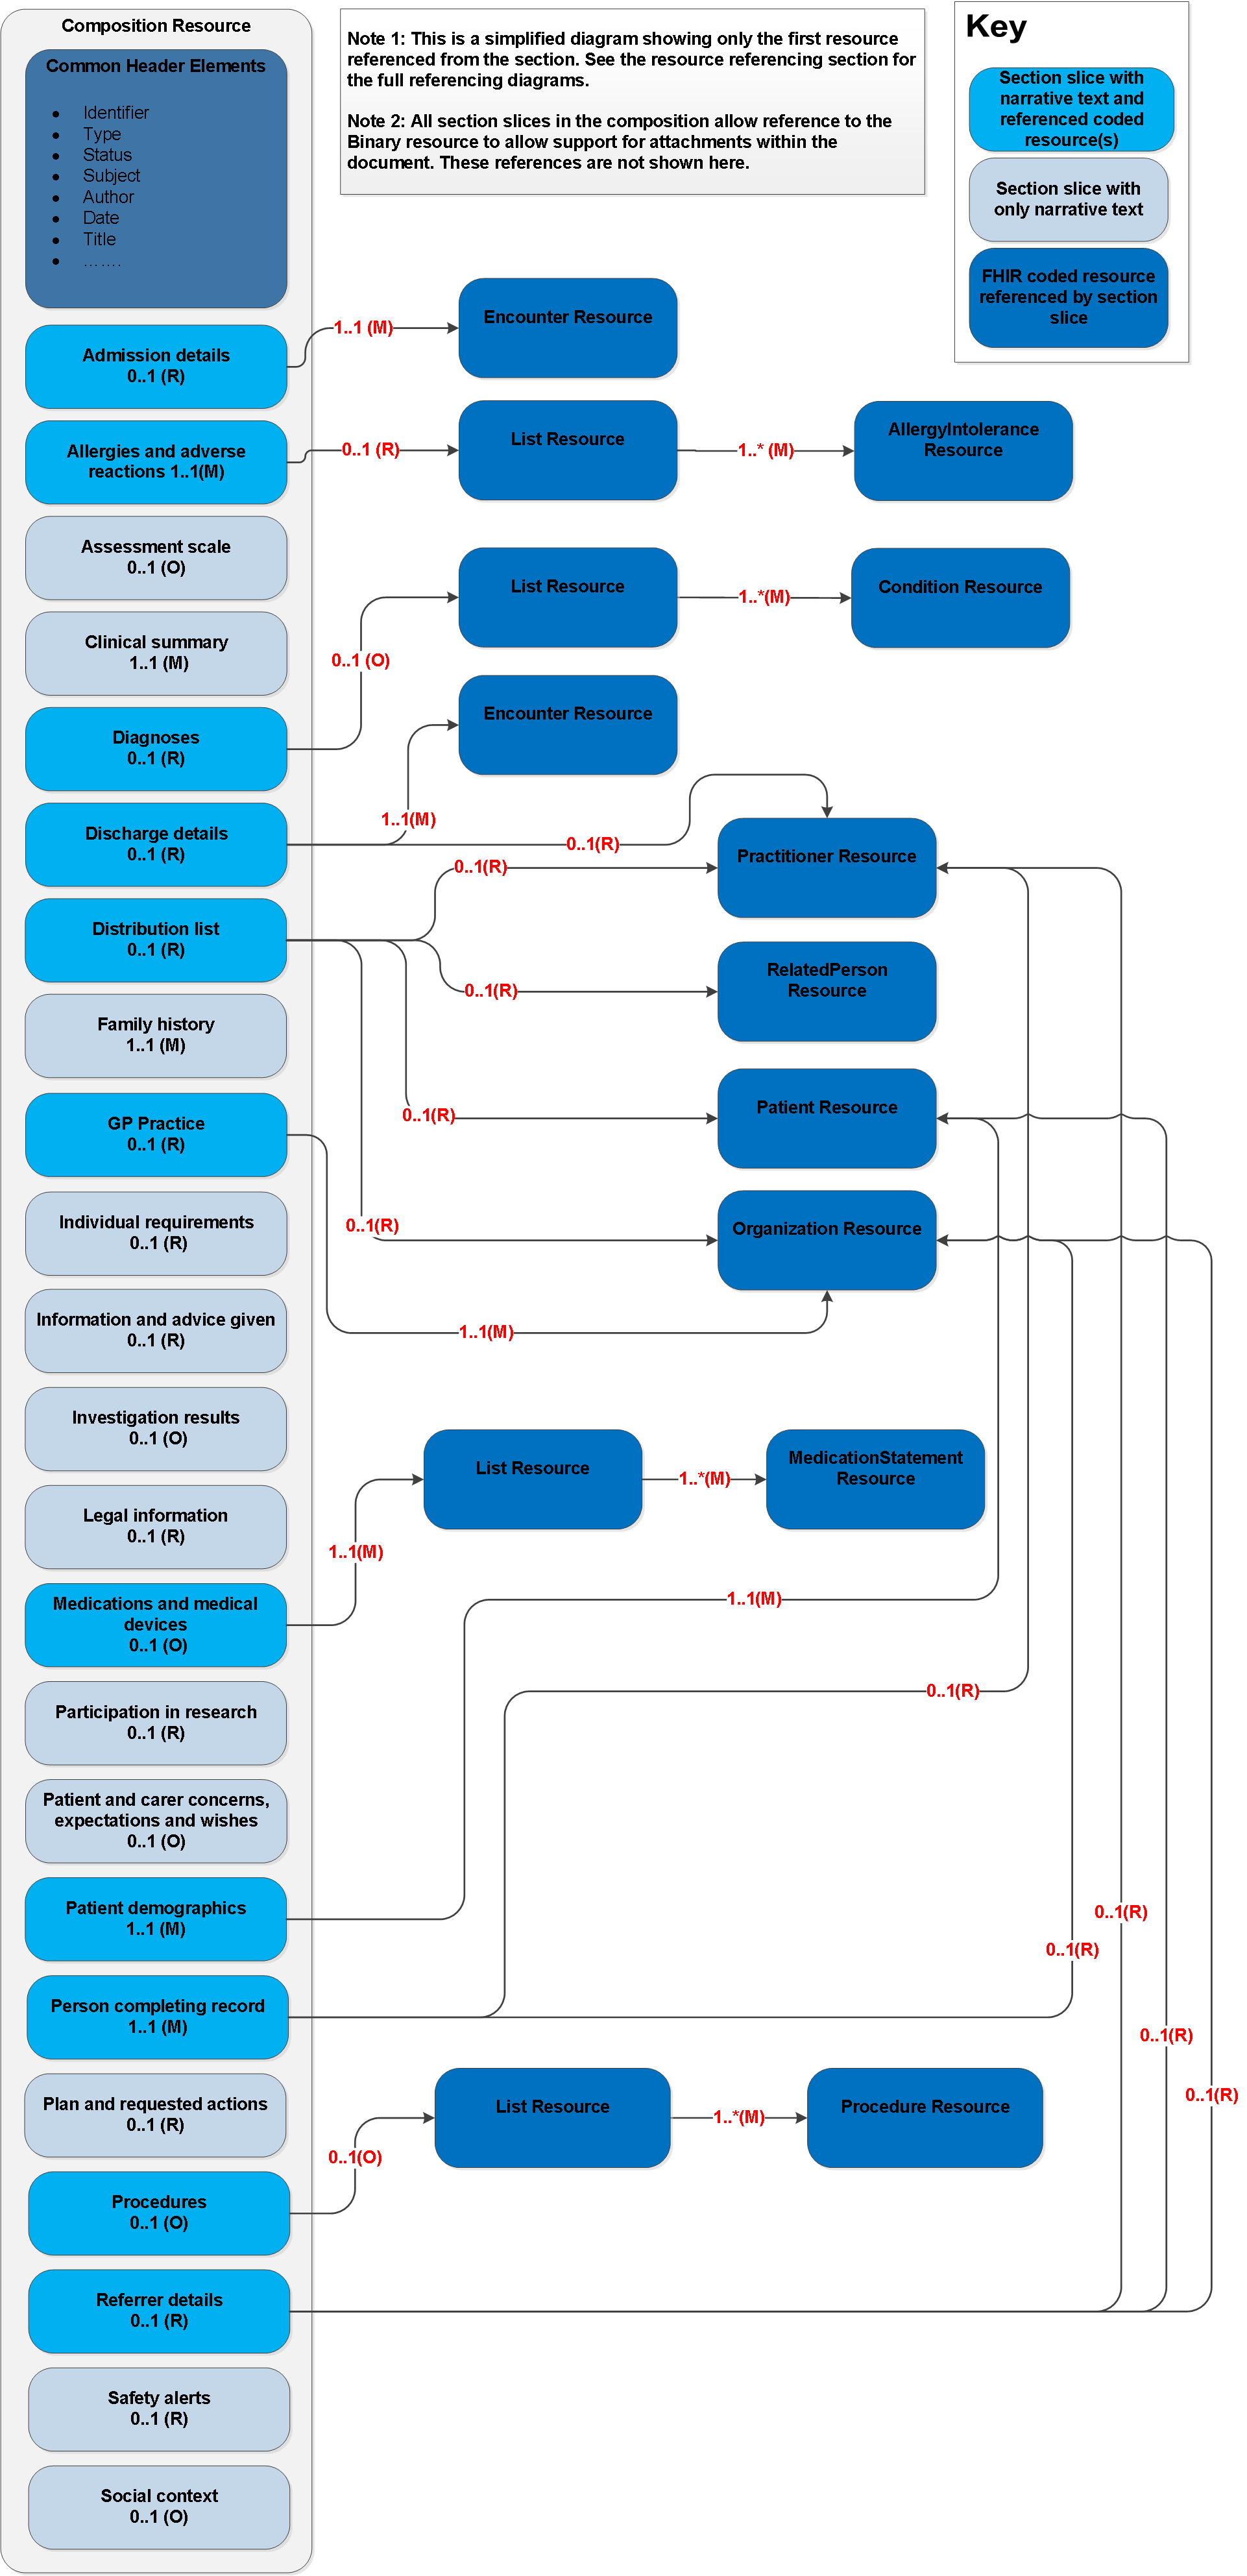 Composition Resource
Common Header Elements
• Identifier
• Type
• Status
• Subject
• Author
• Date
• Title
• …….
Note 1: This is a simplified diagram showing only the first resource
referenced from the section. See the resource referencing section for
the full referencing diagrams.
Note 2: All section slices in the composition allow reference to the
Binary resource to allow support for attachments within the
document. These references are not shown here.
Key
Section slice with
narrative text and
referenced coded
resource(s)
Section slice with
only narrative text
FHIR coded resource
referenced by section
slice
Admission details
0..1 (R)
1..1 (M)
Encounter Resource
Allergies and adverse
reactions 1..1(M)
0..1 (R)
List Resource
1..* (M)
AllergyIntolerance
Resource
Assessment scale
0..1 (O)
Clinical summary
1..1 (M)
Diagnoses
0..1 (R)
0..1 (O)
List Resource
1..*(M)
Condition Resource
Discharge details
0..1 (R)
1..1(M)
Encounter Resource
0..1(R)
Practitioner Resource
Distribution list
0..1 (R)
0..1(R)
0..1(R)
RelatedPerson
Resource
0..1(R)
Patient Resource
0..1(R)
Organization Resource
Family history
1..1 (M)
GP Practice
0..1 (R)
1..1(M)
Individual requirements
0..1 (R)
Information and advice given
0..1 (R)
Investigation results
0..1 (O)
Legal information
0..1 (R)
Medications and medical
devices
0..1 (O)
1..1(M)
List Resource
1..*(M)
MedicationStatement
Resource
Participation in research
0..1 (R)
Patient and carer concerns,
expectations and wishes
0..1 (O)
Patient demographics
1..1 (M)
1..1(M)
Person completing record
1..1 (M)
0..1(R)
0..1(R)
Plan and requested actions
0..1 (R)
Procedures
0..1 (O)
0..1(O)
List Resource
1..*(M)
Procedure Resource
Referrer details
0..1 (R)
0..1(R)
0..1(R)
0..1(R)
Safety alerts
0..1 (R)
Social context
0..1 (O)